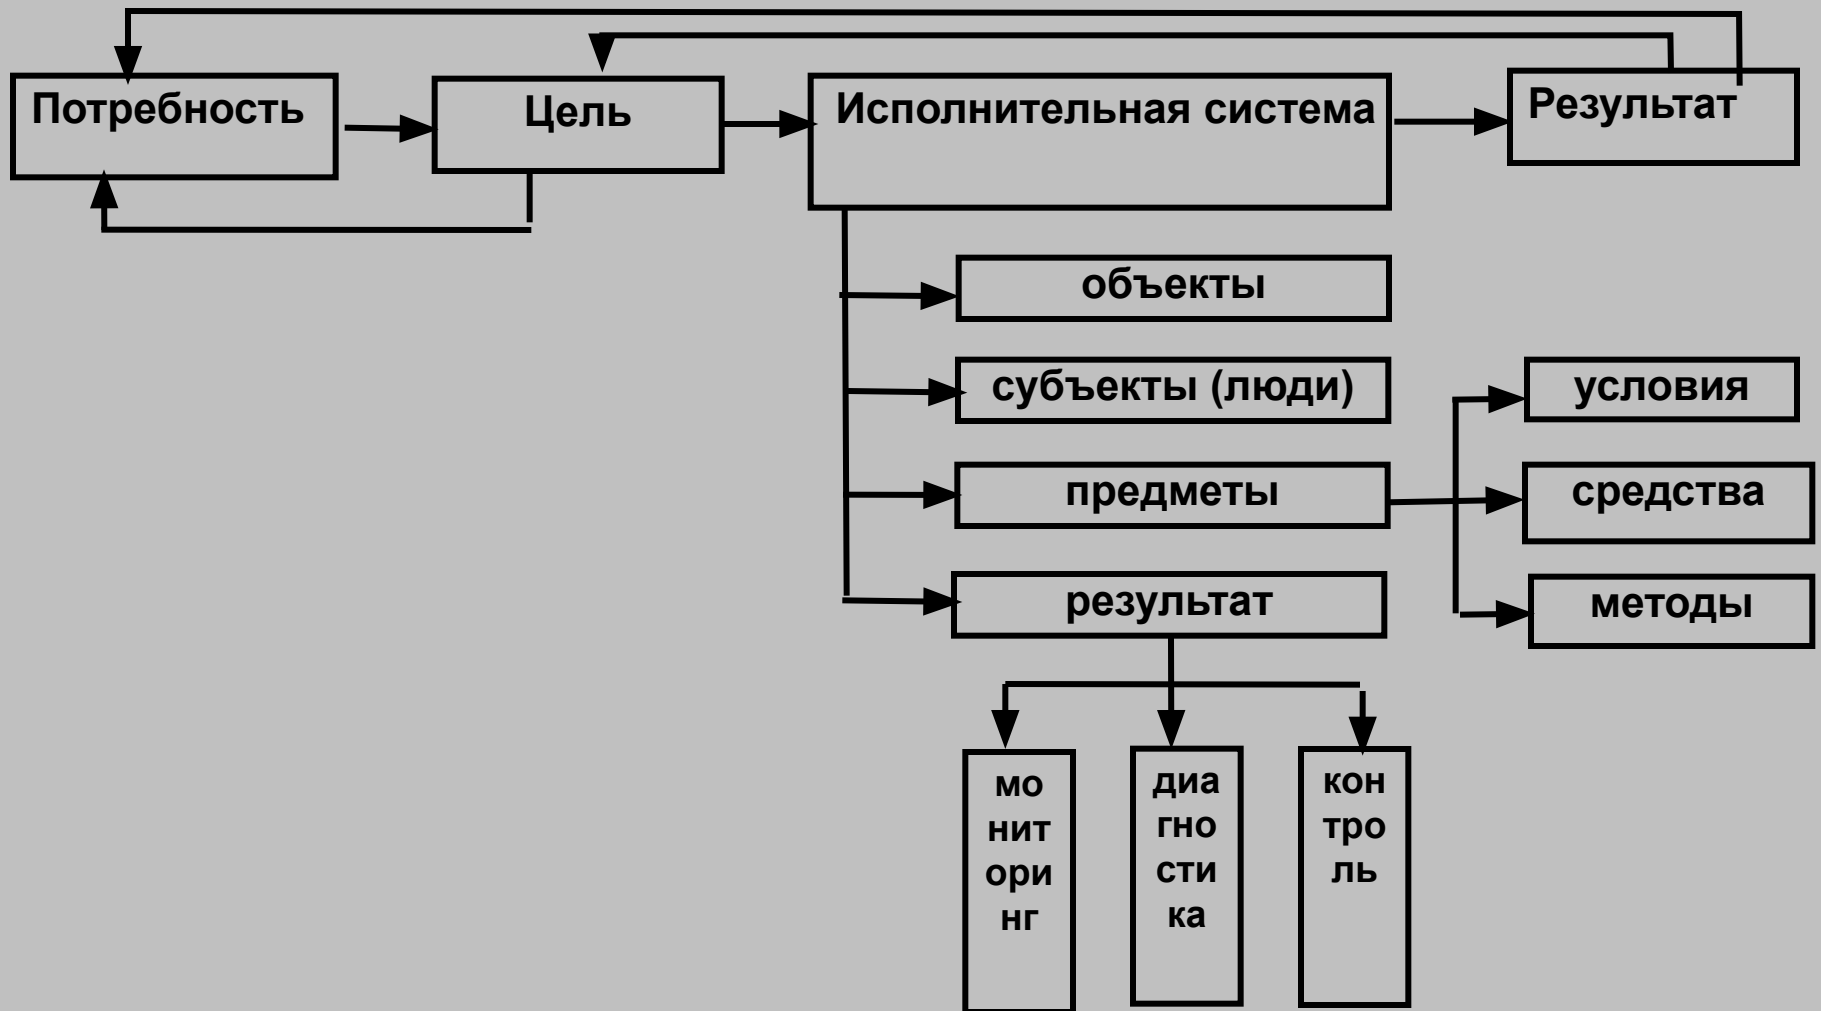 Потребность
Цель
Исполнительная система
Результат
объекты
субъекты (люди)
условия
предметы
средства
результат
методы
мо
нит
ори
нг
диа
гно
сти
ка
кон
тро
ль